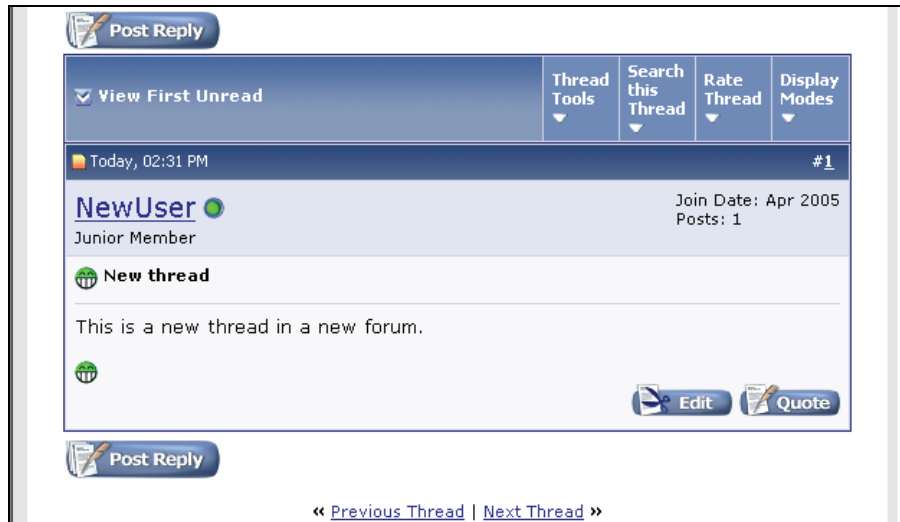 Post Reply
View First Unread
Thread Tools
Search this Thread
Rate Thread
Display Modes
Today, 02:31 PM
#1
NewUser
Junior Member
Join Date: Apr 2005
Posts: 1
New thread
This is a new thread in a new forum.
Edit
Quote
Post Reply
« Previous Thread | Next Thread »